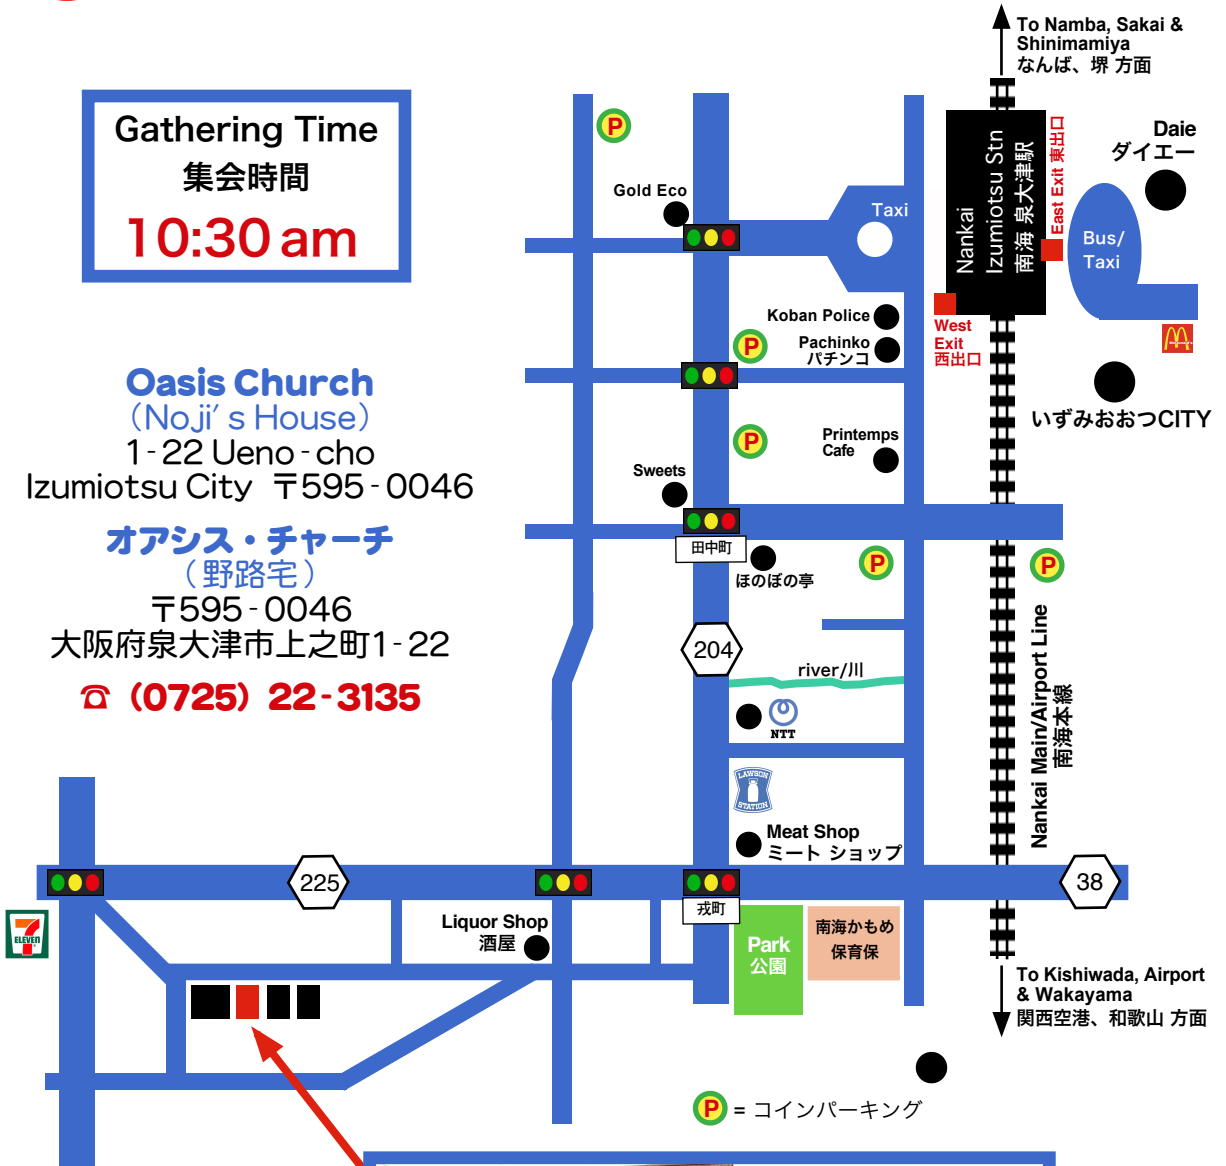 To Namba, Sakai &
Shinimamiya
なんば、堺 方面
Gathering Time
集会時間
10:30 am
P
Gold Eco
Taxi
Nankai
Izumiotsu Stn
南海 泉大津駅
East Exit 東出口
Daie
ダイエー
Bus/
Taxi
Koban Police
Pachinko
パチンコ
P
West
Exit
西出口
M
いずみおおつCITY
Oasis Church
(Noji's House)
1-22 Ueno-cho
Izumiotsu City 〒595-0046
P
Printemps
Cafe
Sweets
田中町
ほのぼの亭
P
P
オアシス・チャーチ
(野路宅)
〒595-0046
大阪府泉大津市上之町1-22
☎ (0725) 22-3135
204
river/川
NTT
Nankai Main/Airport Line
南海本線
LAWSON
STATION
Meat Shop
ミート ショップ
225
38
戎町
7
ELEVEN
Liquor Shop
酒屋
Park
公園
南海かもめ
保育保
To Kishiwada, Airport
& Wakayama
関西空港、和歌山 方面
P = コインパーキング